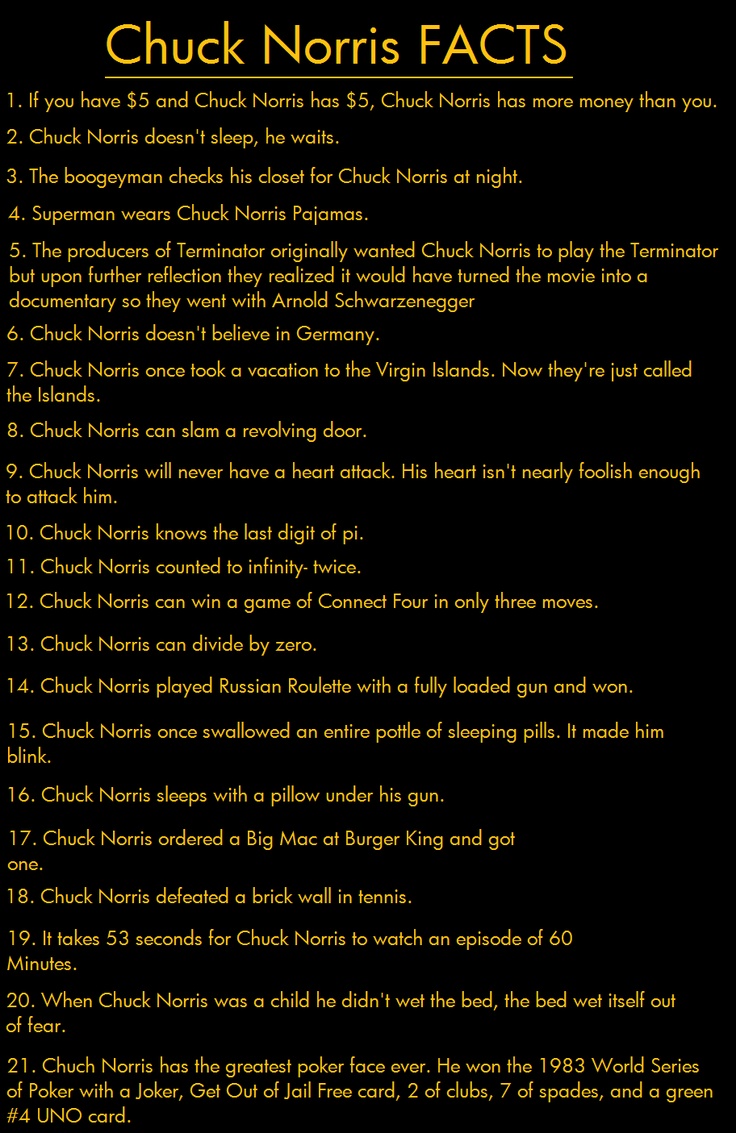 Chuck Norris FACTS
1. If you have $5 and Chuck Norris has $5, Chuck Norris has more money than you.
2. Chuck Norris doesn't sleep, he waits.
3. The boogeyman checks his closet for Chuck Norris at night.
4. Superman wears Chuck Norris Pajamas.
5. The producers of Terminator originally wanted Chuck Norris to play the Terminator
but upon further reflection they realized it would have turned the movie into a
documentary so they went with Arnold Schwarzenegger
6. Chuck Norris doesn't believe in Germany.
7. Chuck Norris once took a vacation to the Virgin Islands. Now they're just called
the Islands.
8. Chuck Norris can slam a revolving door.
9. Chuck Norris will never have a heart attack. His heart isn't nearly foolish enough
to attack him.
10. Chuck Norris knows the last digit of pi.
11. Chuck Norris counted to infinity- twice.
12. Chuck Norris can win a game of Connect Four in only three moves.
13. Chuck Norris can divide by zero.
14. Chuck Norris played Russian Roulette with a fully loaded gun and won.
15. Chuck Norris once swallowed an entire pottle of sleeping pills. It made him
blink.
16. Chuck Norris sleeps with a pillow under his gun.
17. Chuck Norris ordered a Big Mac at Burger King and got
one.
18. Chuck Norris defeated a brick wall in tennis.
19. It takes 53 seconds for Chuck Norris to watch an episode of 60
Minutes.
20. When Chuck Norris was a child he didn't wet the bed, the bed wet itself out
of fear.
21. Chuch Norris has the greatest poker face ever. He won the 1983 World Series
of Poker with a Joker, Get Out of Jail Free card, 2 of clubs, 7 of spades, and a green
#4 UNO card.